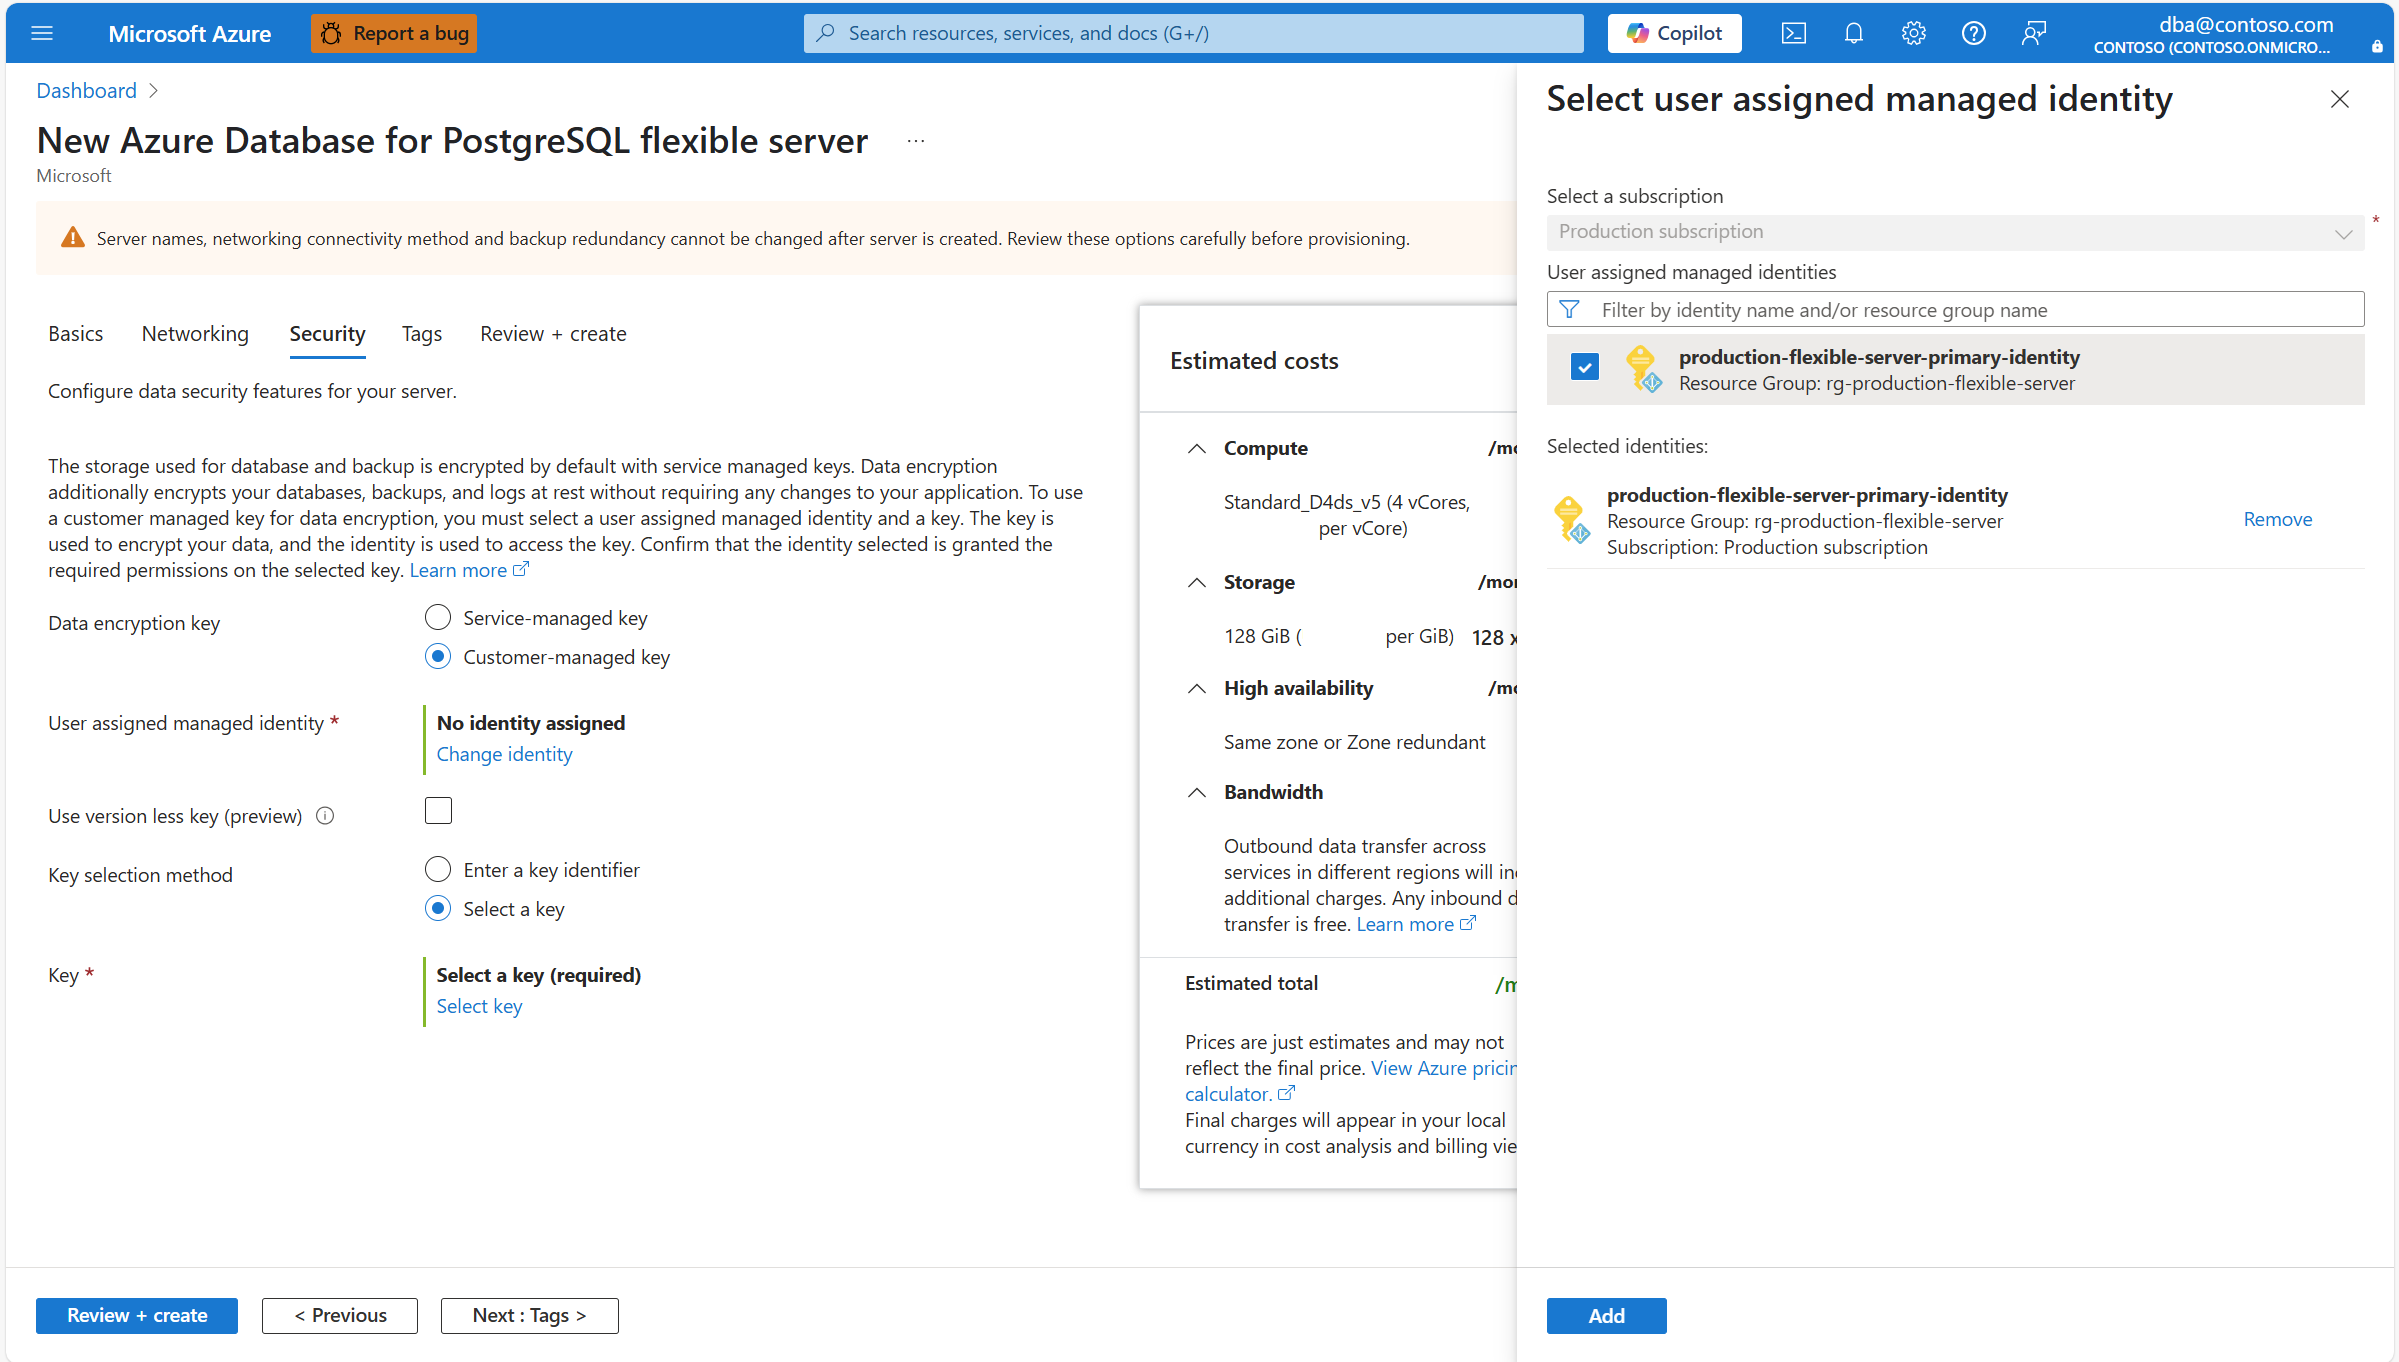 Microsoft Azure
Report a bug
Search resources, services, and docs (G+/)
Copilot
dba@contoso.com
CONTOSO (CONTOSO.ONMICRO...
Dashboard
New Azure Database for PostgreSQL flexible server
...
Microsoft
Server names, networking connectivity method and backup redundancy cannot be changed after server is created. Review these options carefully before provisioning.
Basics
Networking
Security
Tags
Review + create
Configure data security features for your server.
The storage used for database and backup is encrypted by default with service managed keys. Data encryption
additionally encrypts your databases, backups, and logs at rest without requiring any changes to your application. To use
a customer managed key for data encryption, you must select a user assigned managed identity and a key. The key is
used to encrypt your data, and the identity is used to access the key. Confirm that the identity selected is granted the
required permissions on the selected key. Learn more
Data encryption key
Service-managed key
Customer-managed key
User assigned managed identity *
No identity assigned
Change identity
Use version less key (preview)
Key selection method
Enter a key identifier
Select a key
Key *
Select a key (required)
Select key
Estimated costs
Compute /mo
Standard_D4ds_v5 (4 vCores,
per vCore)
Storage /mon
128 GiB ( per GiB) 128 x
High availability /mo
Same zone or Zone redundant
Bandwidth
Outbound data transfer across
services in different regions will in
additional charges. Any inbound d
transfer is free. Learn more
Estimated total /m
Prices are just estimates and may not
reflect the final price. View Azure pricin
calculator.
Final charges will appear in your local
currency in cost analysis and billing vie
Review + create
< Previous
Next : Tags >
Select user assigned managed identity
Select a subscription
Production subscription *
User assigned managed identities
Filter by identity name and/or resource group name
production-flexible-server-primary-identity
Resource Group: rg-production-flexible-server
Selected identities:
production-flexible-server-primary-identity
Resource Group: rg-production-flexible-server
Subscription: Production subscription
Remove
Add